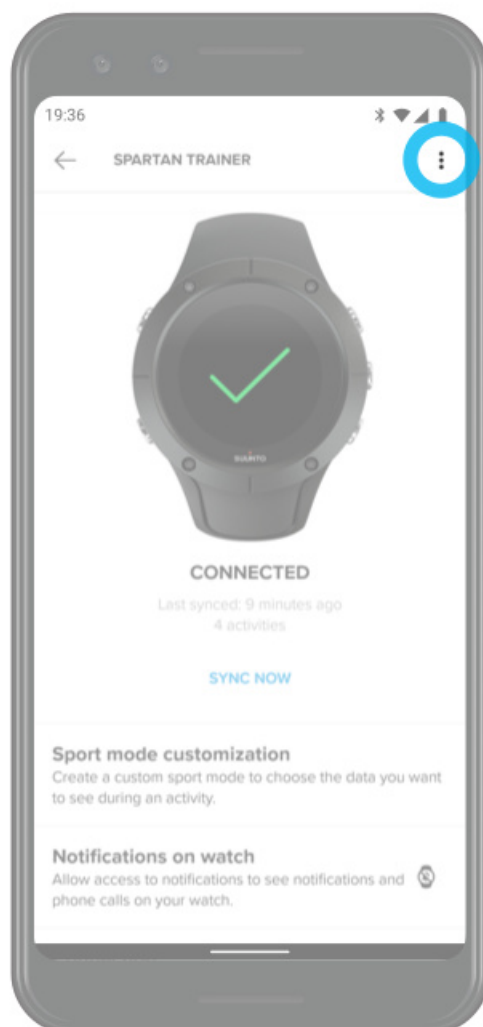 19:36
SPARTAN TRAINER
SUUNTO
CONNECTED
Last synced: 9 minutes ago
4 activities
SYNC NOW
Sport mode customization
Create a custom sport mode to choose the data you want
to see during an activity.
Notifications on watch
Allow access to notifications to see notifications and
phone calls on your watch.